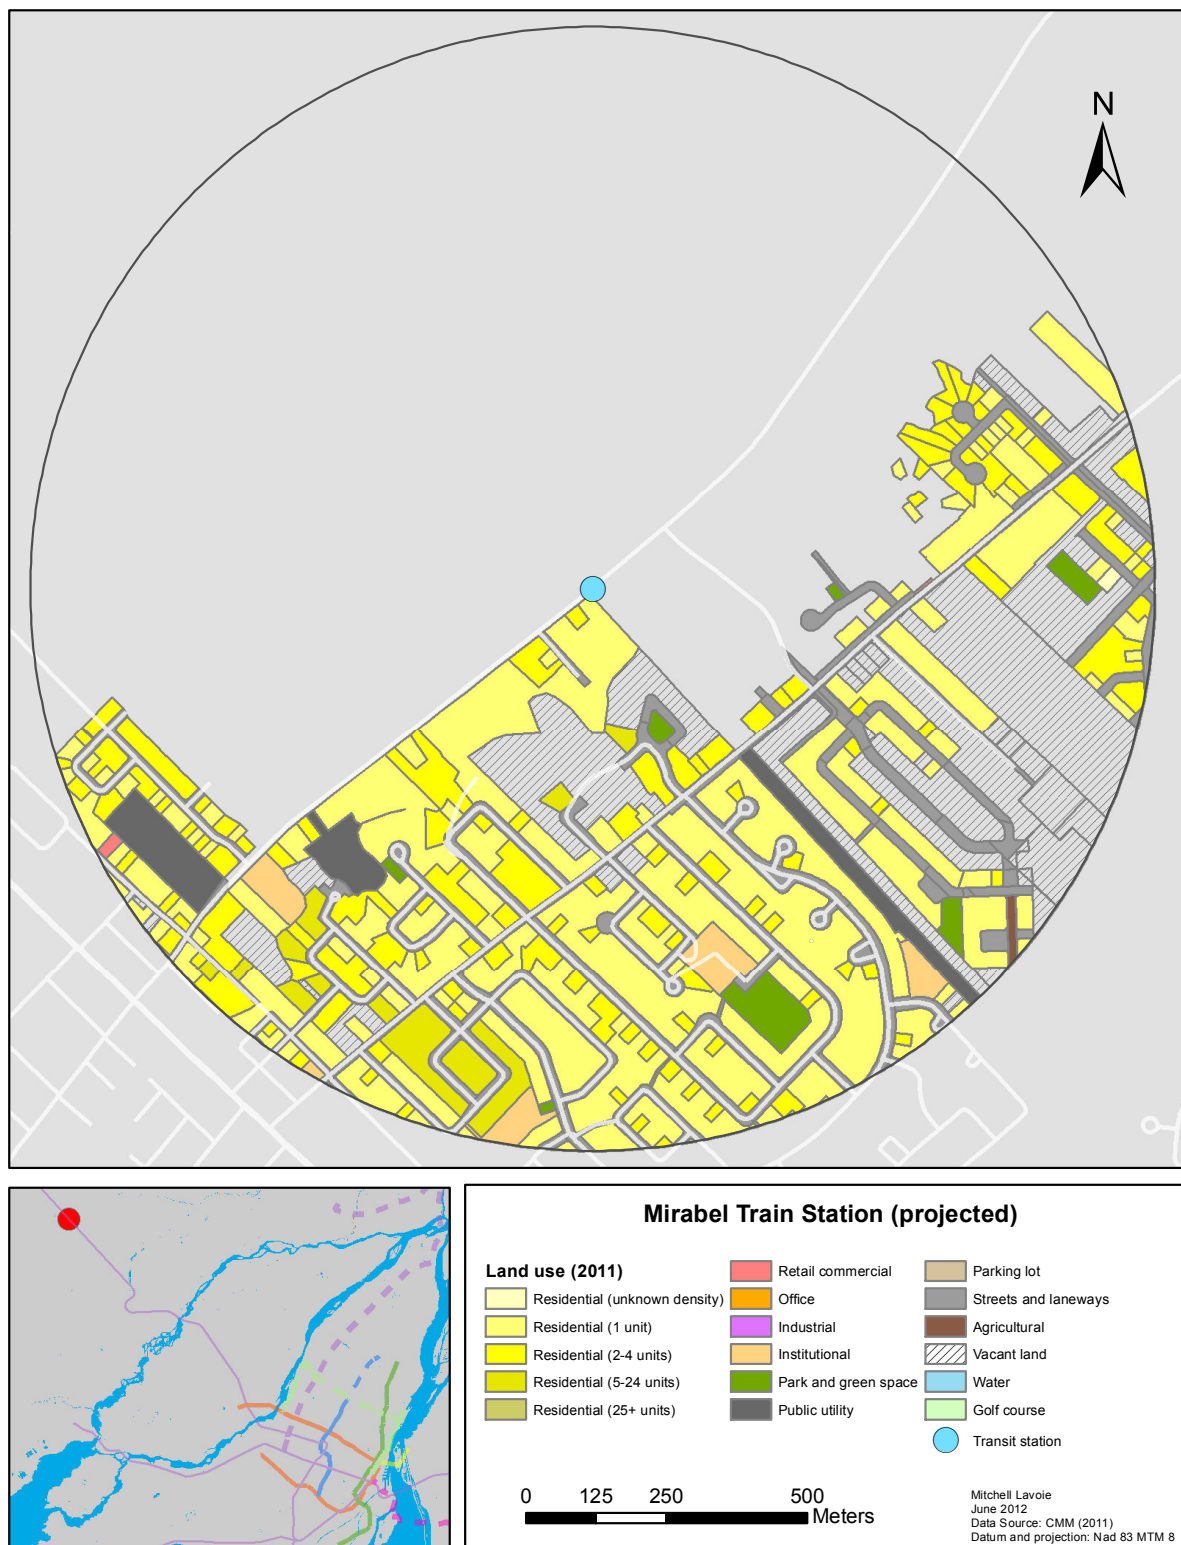 N
Mirabel Train Station (projected)
Land use (2011)
Residential (unknown density)
Residential (1 unit)
Residential (2-4 units)
Residential (5-24 units)
Residential (25+ units)
Retail commercial
Office
Industrial
Institutional
Park and green space
Public utility
Parking lot
Streets and laneways
Agricultural
Vacant land
Water
Golf course
Transit station
0 125 250 500
Meters
Mitchell Lavoie
June 2012
Data Source: CMM (2011)
Datum and projection: Nad 83 MTM 8